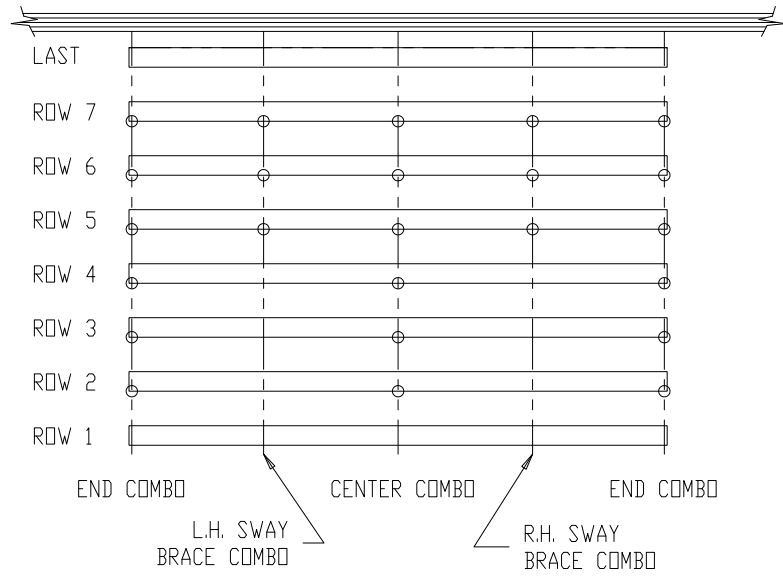 LAST
ROW 7
ROW 6
ROW 5
ROW 4
ROW 3
ROW 2
ROW 1
END COMBO
CENTER COMBO
END COMBO
L.H. SWAY
BRACE COMBO
R.H. SWAY
BRACE COMBO